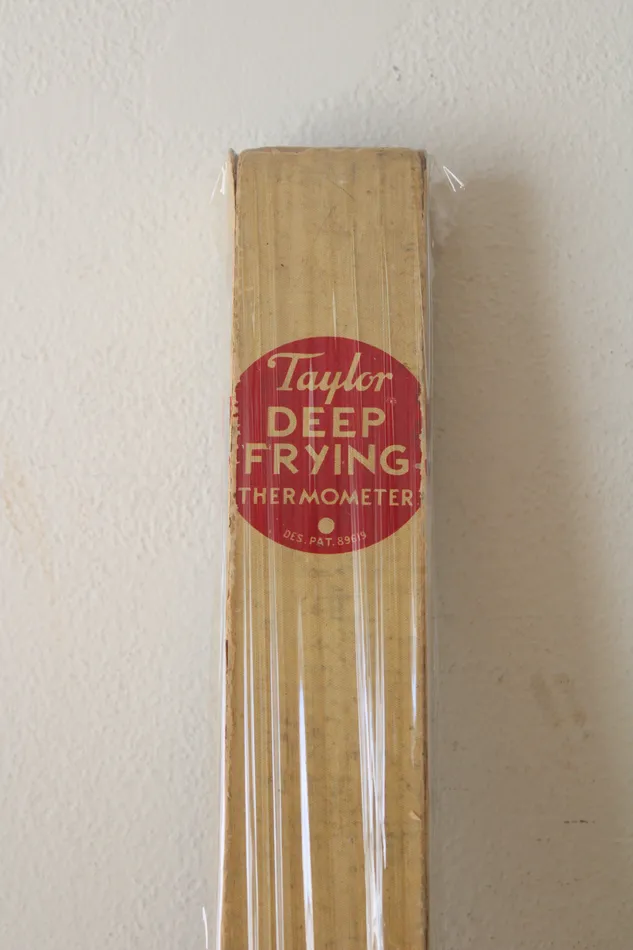 Taylor
DEEP
FRYING
THERMOMETER
DES. PAT. 89619